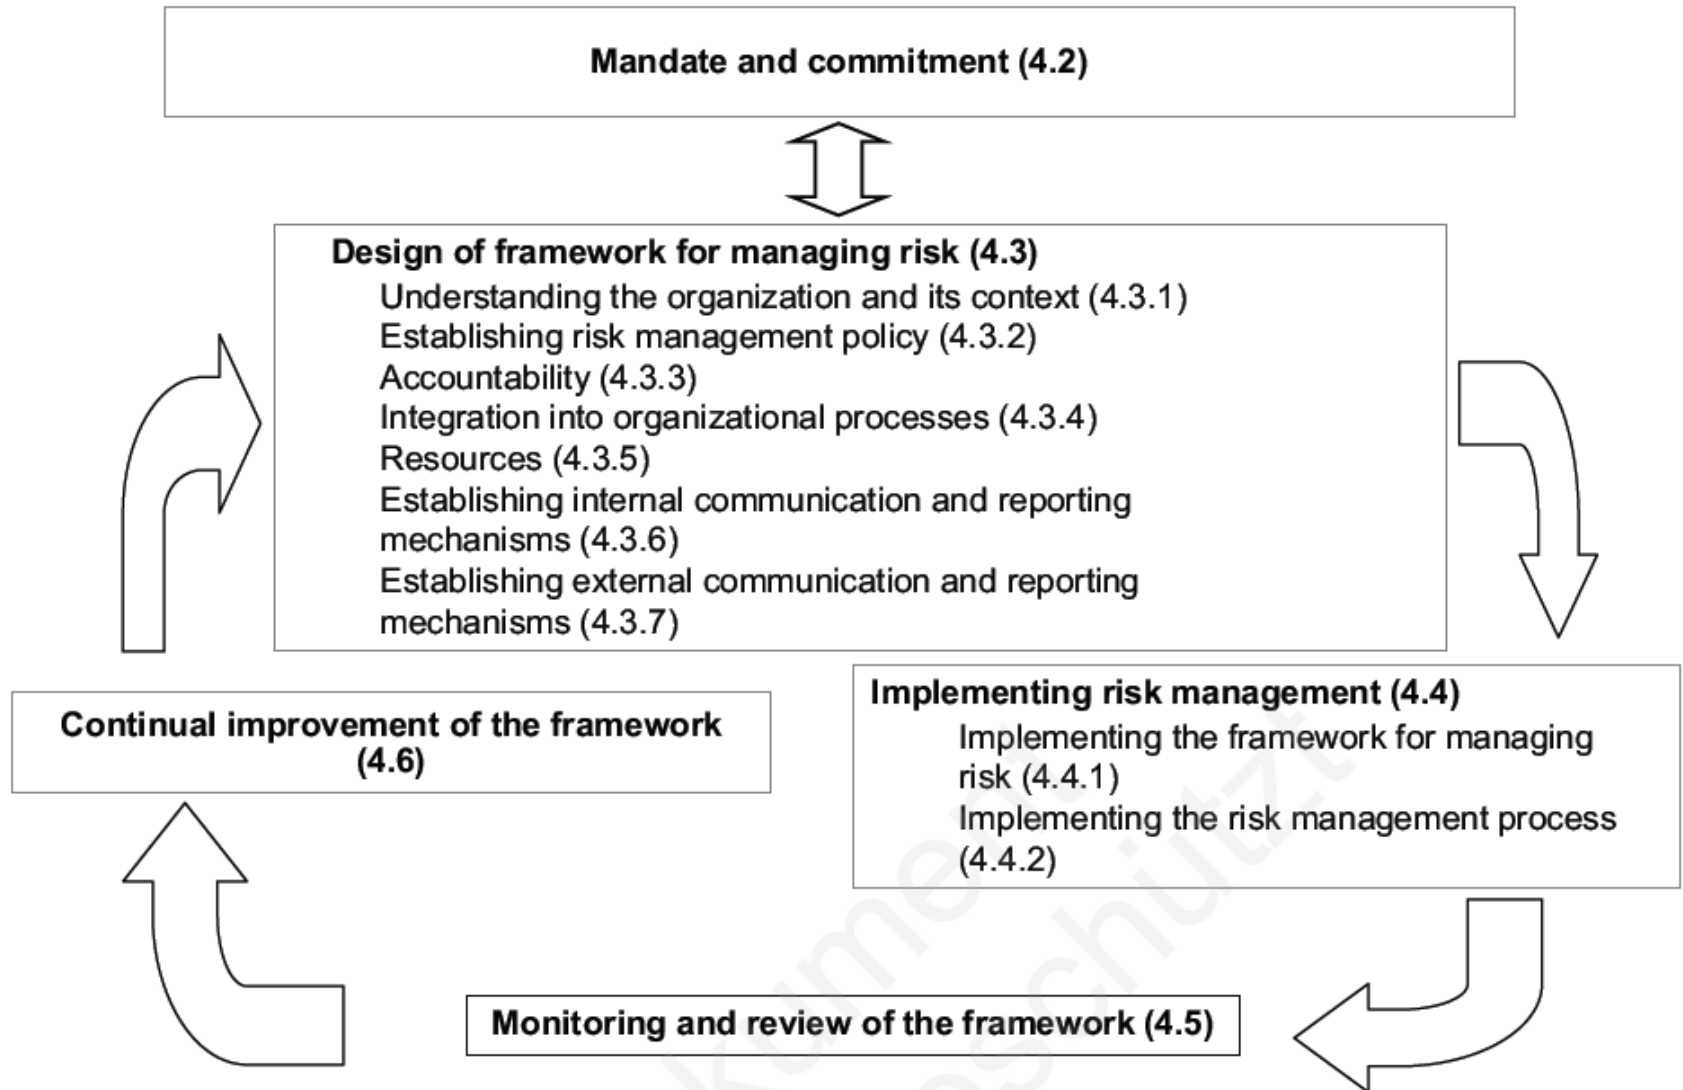 Mandate and commitment (4.2)
Design of framework for managing risk (4.3)
Understanding the organization and its context (4.3.1)
Establishing risk management policy (4.3.2)
Accountability (4.3.3)
Integration into organizational processes (4.3.4)
Resources (4.3.5)
Establishing internal communication and reporting
mechanisms (4.3.6)
Establishing external communication and reporting
mechanisms (4.3.7)
Implementing risk management (4.4)
Implementing the framework for managing
risk (4.4.1)
Implementing the risk management process
(4.4.2)
Continual improvement of the framework
(4.6)
Monitoring and review of the framework (4.5)